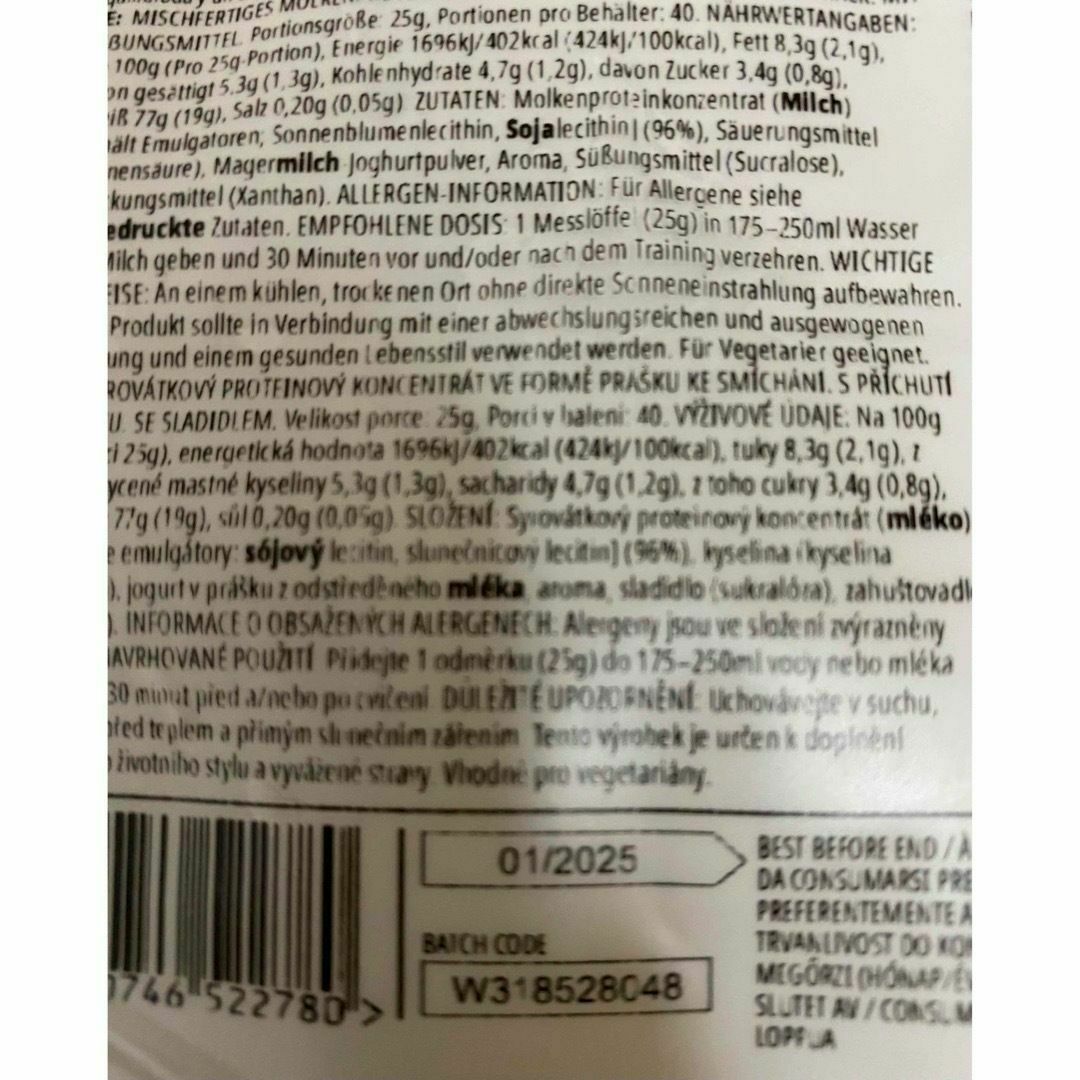 E: MISCHFERTIGES
BUNGSMITTEL. Portionsgröße: 25g, Portionen pro Behälter: 40. NÄHRWERTANGABEN:
100g (Pro 25g-Portion), Energie 1696kJ/402kcal (424kJ/100kcal), Fett 8,3g (2,1g),
on gesättigt 5,3g (1,3g), Kohlenhydrate 4,7g (1,2g), davon Zucker 3,4g (0,8g),
iß 77g (19g), Salz 0,20g (0,05g) ZUTATEN: Molkenproteinkonzentrat (Milch)
ält Emulgatoren, Sonnenblumenlecithin, Sojalecithin] (96%), Säuerungsmittel
nensäure), Magermilch Joghurtpulver, Aroma, Süßungsmittel (Sucralose),
kungsmittel (Xanthan). ALLERGEN-INFORMATION: Für Allergene siehe
edruckte Zutaten. EMPFOHLENE DOSIS: 1 Messlöffel (25g) in 175–250ml Wasser
Milch geben und 30 Minuten vor und/oder nach dem Training verzehren. WICHTIGE
EISE: An einem kühlen, trockenen Ort ohne direkte Sonneneinstrahlung aufbewahren.
Produkt sollte in Verbindung mit einer abwechslungsreichen und ausgewogenen
ung und einem gesunden Lebensstil verwendet werden. Für Vegetarier geeignet.
ROVÁTKOVÝ PROTEINOVÝ KONCENTRÁT VE FORMĚ PRÁŠKU KE SMÍCHÁNÍ. S PŘÍCHUTÍ
U. SE SLADIDLEM. Velikost porce: 25g, Porcí v balení: 40. VÝŽIVOVÉ ÚDAJE: Na 100g
ci 25g), energetická hodnota 1696kJ/402kcal (424kJ/100kcal), tuky 8,3g (2,1g), z
ycené mastné kyseliny 5,3g (1,3g), sacharidy 4,7g (1,2g), z toho cukry 3,4g (0,8g),
77g (19g), sůl 0,20g (0,05g). SLOŽENÍ: Syrovátkový proteinový koncentrát (mléko)
e emulgátory: sójový lecitin, slunečnicový lecitin] (96%), kyselina (kyselina
), jogurt v prášku z odstředěného mléka, aroma, sladidlo (sukralóza), zahušťovadl
). INFORMACE O OBSAŽENÝCH ALERGENECH: Alergeny jsou ve složení zvýrazněny
NAVRHOVANÉ POUŽITÍ Přidejte 1 odměrku (25g) do 175–250ml vody nebo mléka
30 minut před a/nebo po cvičení. DŮLEŽITÉ UPOZORNĚNÍ: Uchovávejte v suchu,
před teplem a přímým slunečním zářením. Tento výrobek je určen k doplnění
životního stylu a vyvážené stravy. Vhodné pro vegetariány.
01/2025
BEST BEFORE END / À
DA CONSUMARSI PRE
PREFERENTEMENTE A
TRVANLIVOST DO KON
MEGŐRZI (HÓNAP/ÉV
SLUTET AV / CONSUM
BATCH CODE
W318528048
0746 522780 >